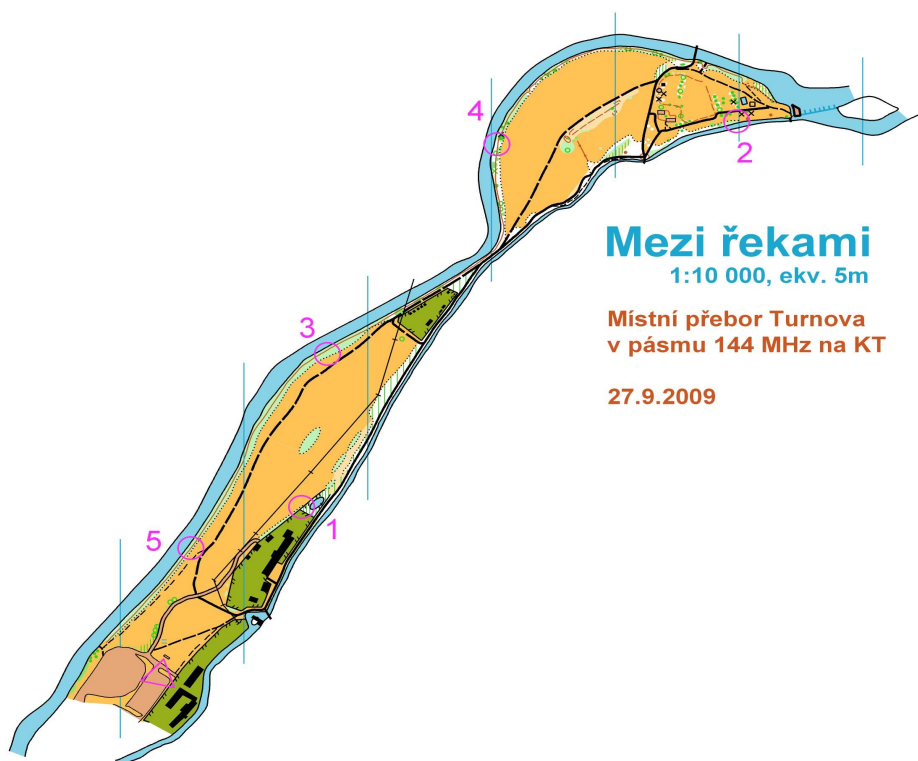 4
2
Mezi řekami
1:10 000, ekv. 5m
Místní přebor Turnova
v pásmu 144 MHz na KT
27.9.2009
3
1
5